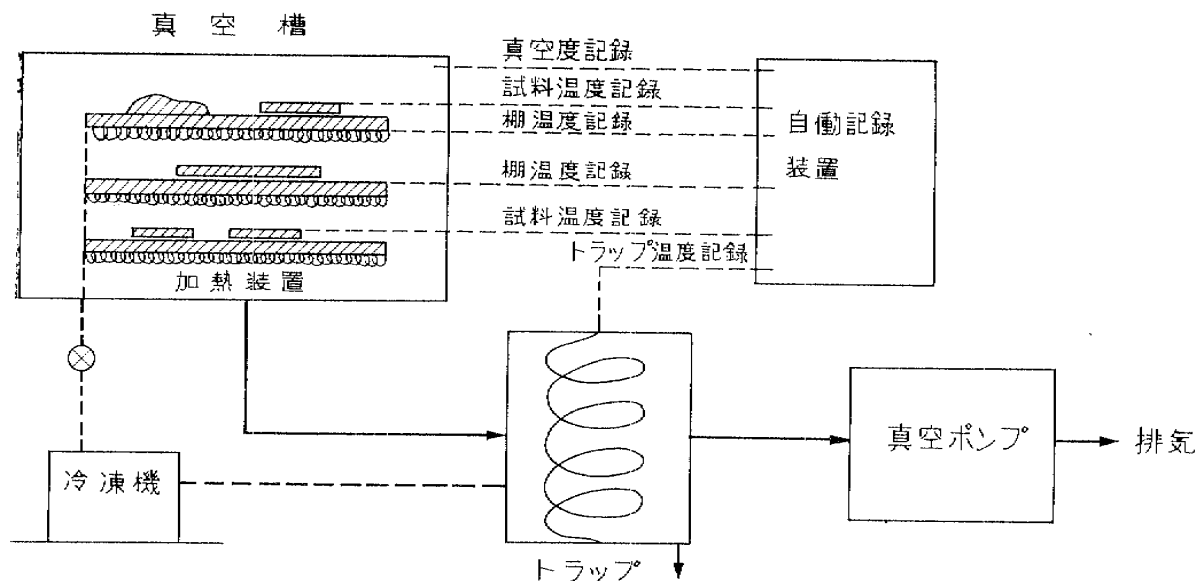 真空槽
真空度記録
試料温度記録
棚温度記録
自働記録
装置
棚温度記録
試料温度記録
トラップ温度記録
加熱装置
冷凍機
真空ポンプ
排気
トラップ